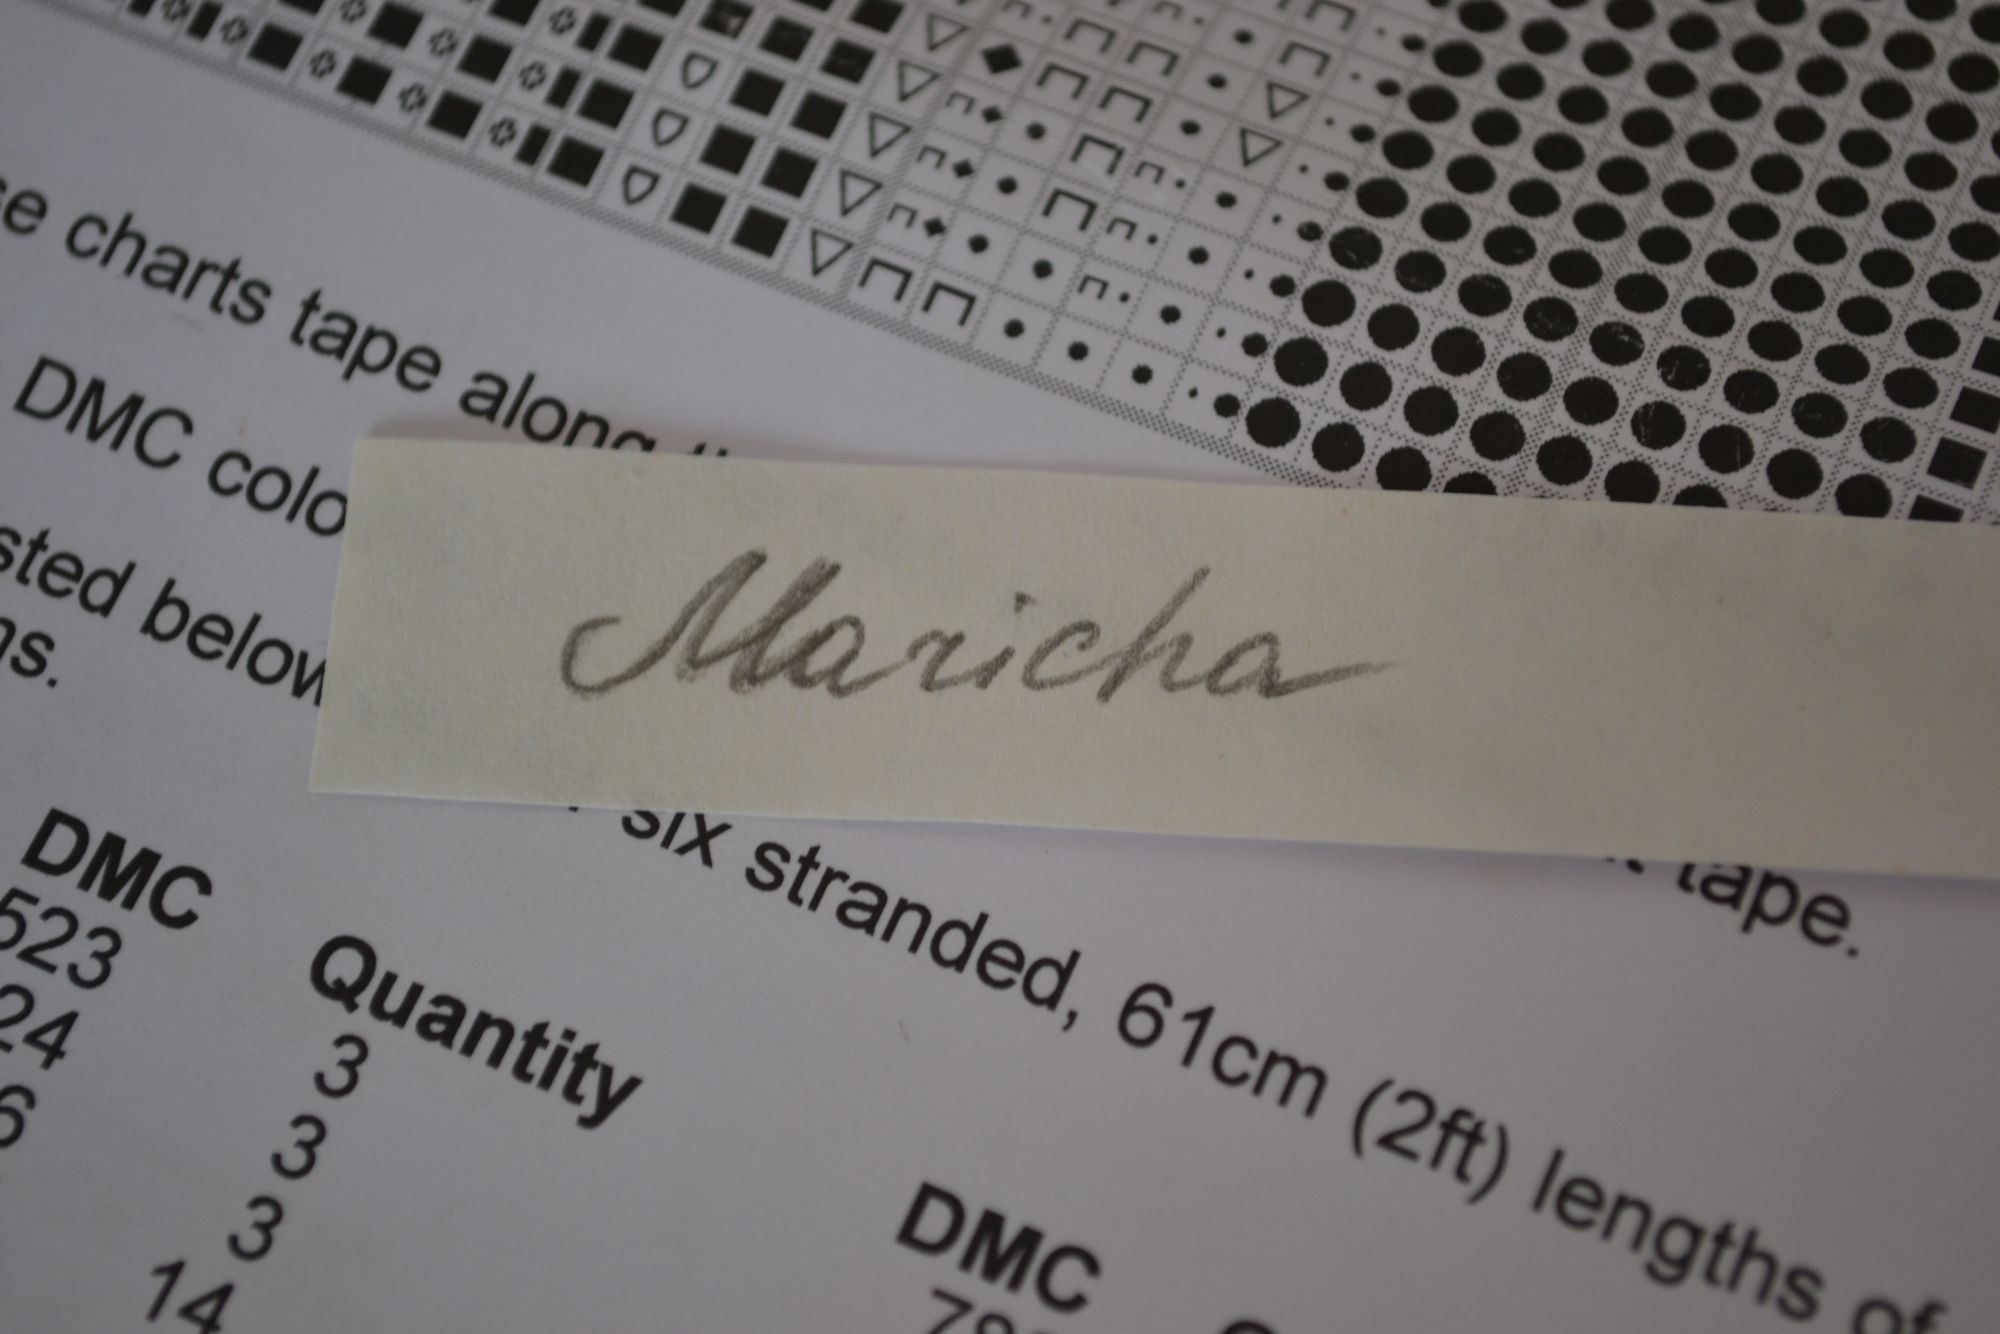 se charts tape along
DMC colo
sted below
ns.
Maricha
six stranded, 61cm (2ft) lengths of
tape.
DMC Quantity
523 3
24 3
6 3
14
DMC